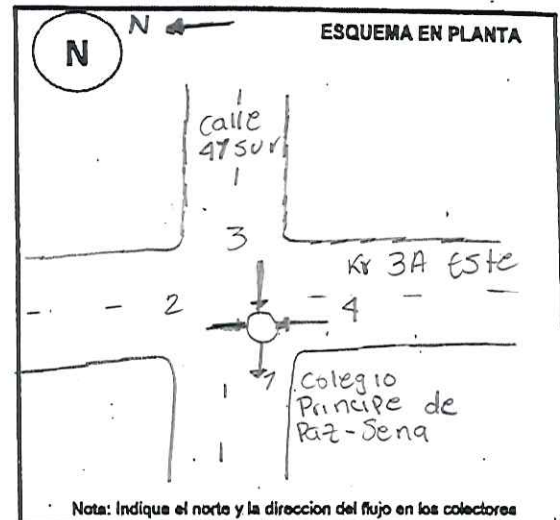 N
N
ESQUEMA EN PLANTA
calle
47 sur
3
Kr 3A Este
2
4
1
Colegio
Principe de
Paz-Sena
Nota: Indique el norte y la direccion del flujo en los colectores